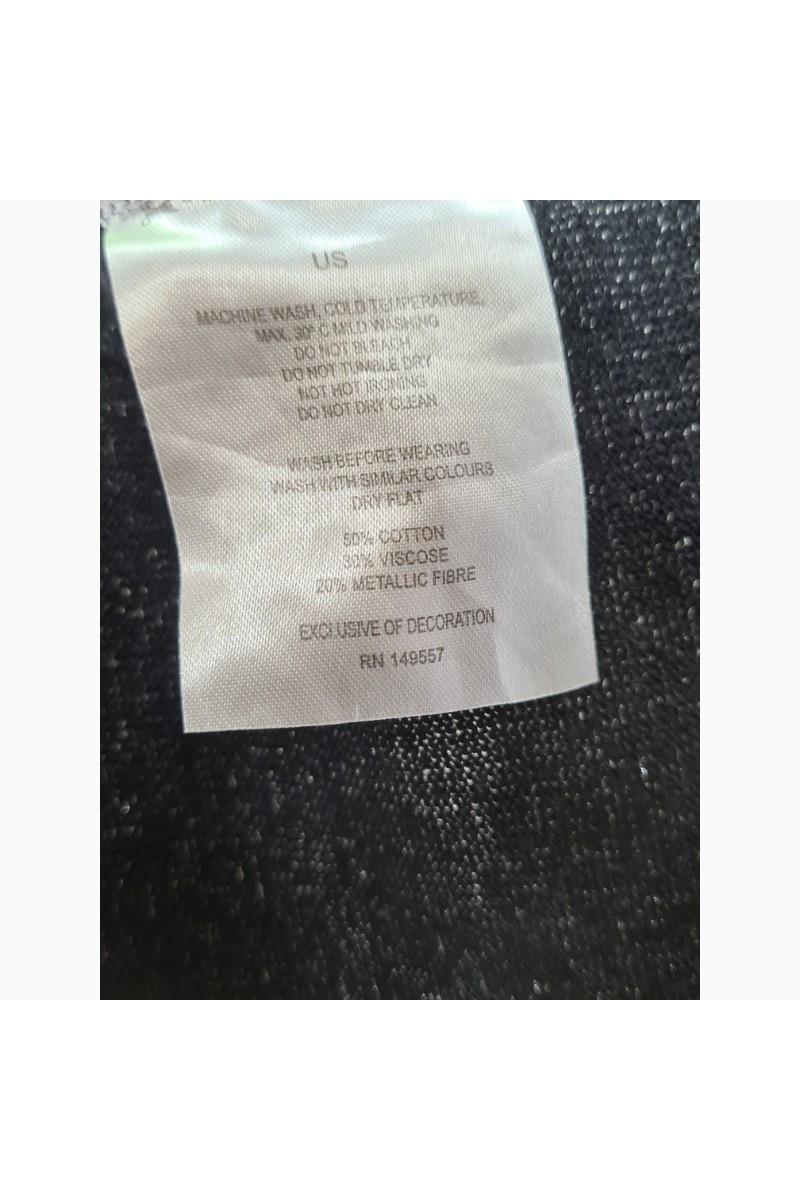 US
MACHINE WASH, COLD TEMPERATURE,
MAX. 30° C MILD WASHING
DO NOT BLEACH
DO NOT TUMBLE DRY
NOT HOT IRONING
DO NOT DRY CLEAN
WASH BEFORE WEARING
WASH WITH SIMILAR COLOURS
DRY FLAT
50% COTTON
30% VISCOSE
20% METALLIC FIBRE
EXCLUSIVE OF DECORATION
RN 149557